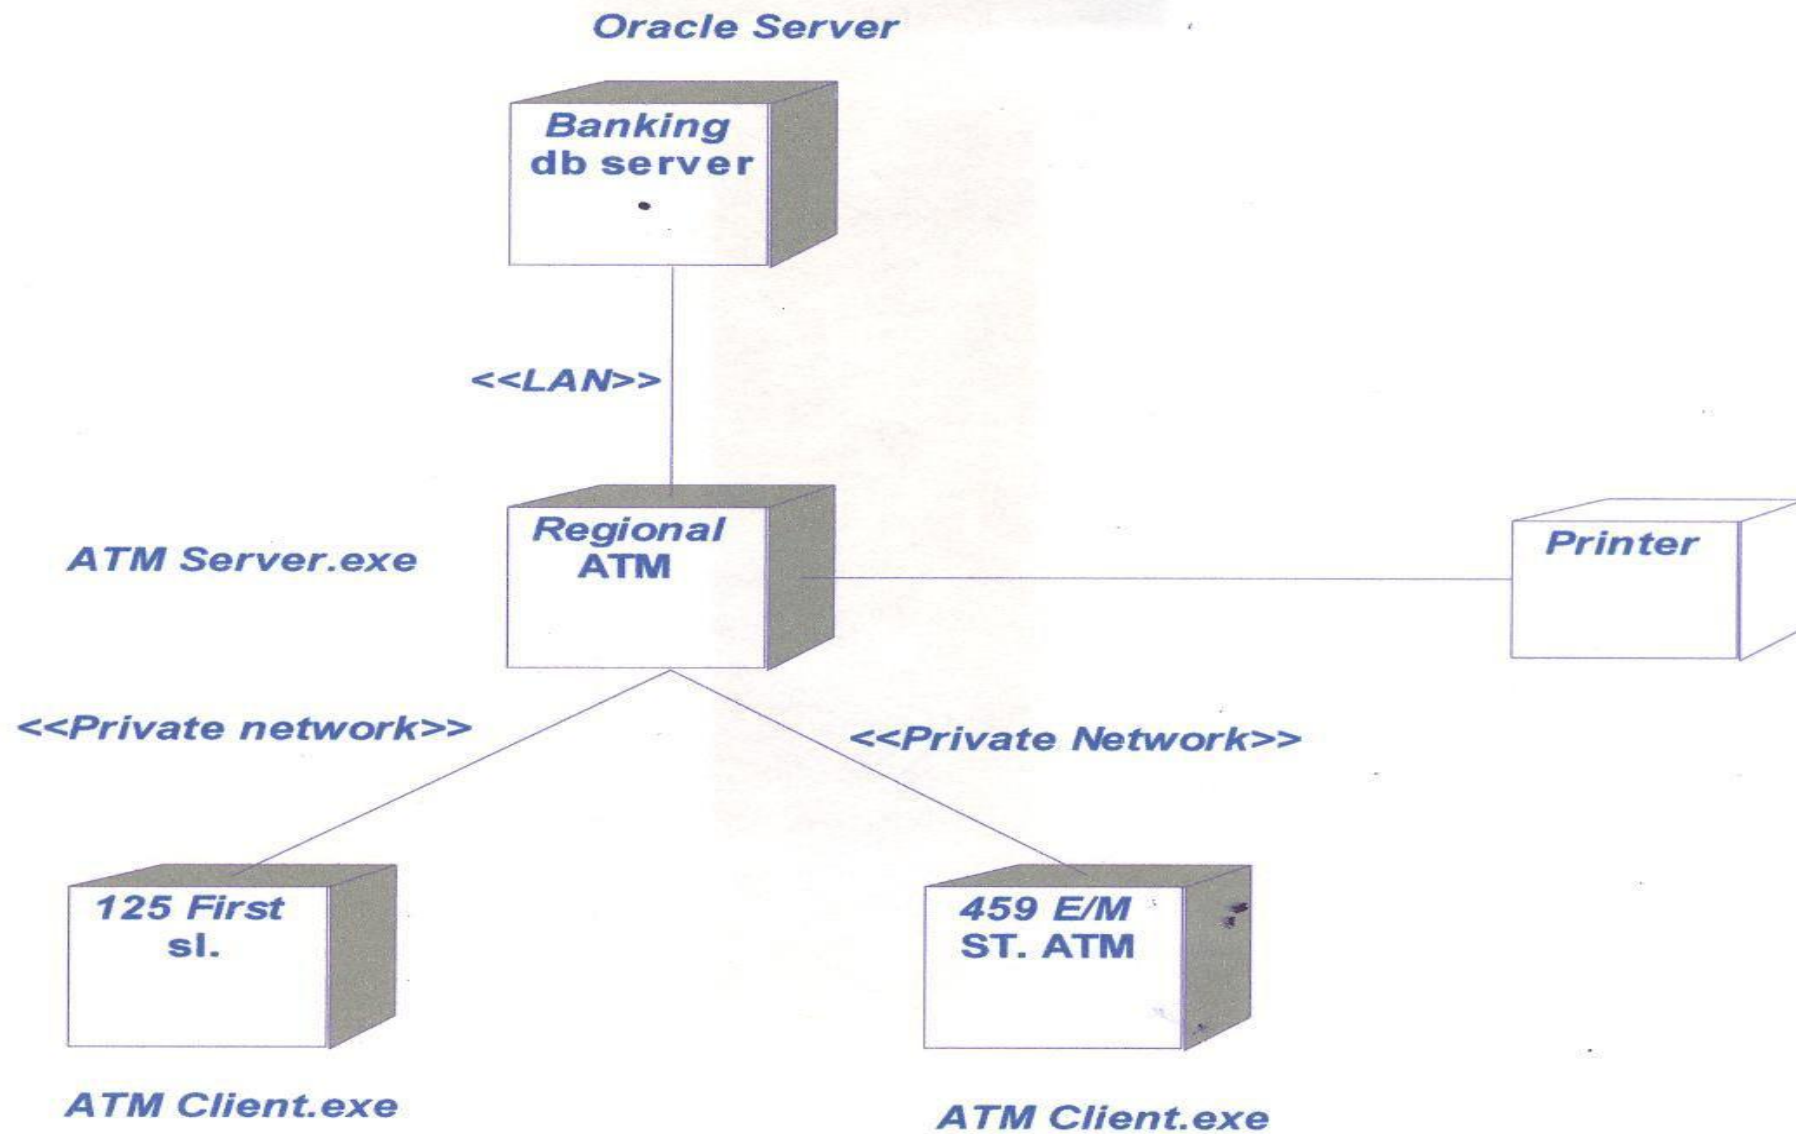 Oracle Server
Banking
db server
<<LAN>>
Regional
ATM
ATM Server.exe
Printer
<<Private network>>
<<Private Network>>
125 First
sl.
459 E/M
ST. ATM
ATM Client.exe
ATM Client.exe